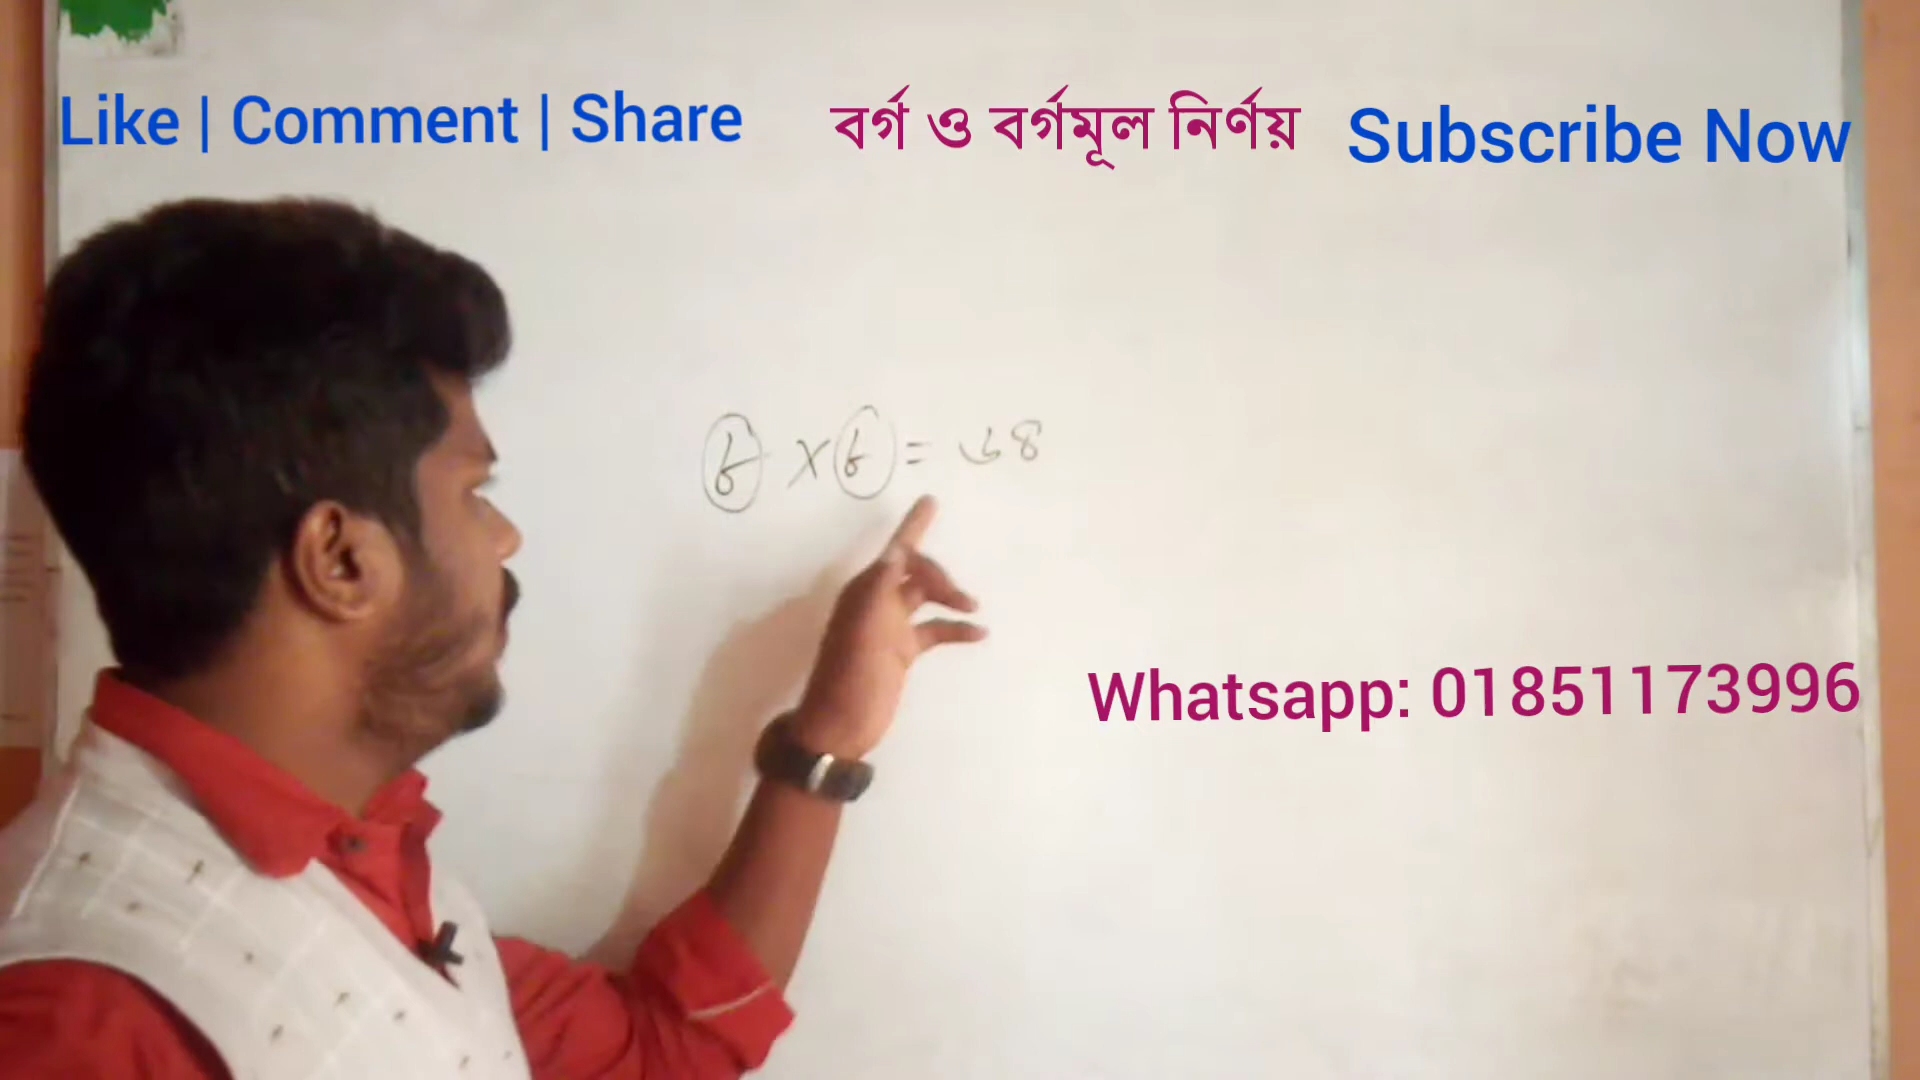 Like | Comment | Share
বর্গ ও বর্গমূল নির্ণয়
Subscribe Now
৮ X ৮ = ৬৪
Whatsapp: 01851173996